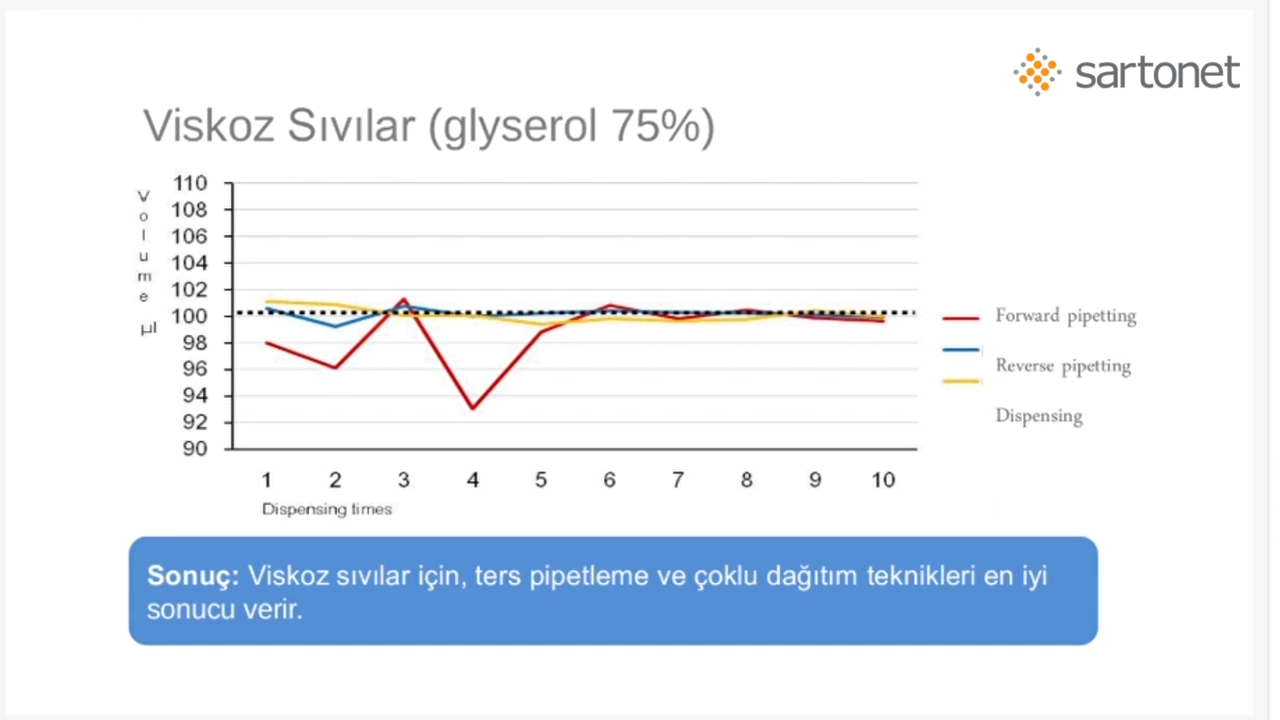 sartonet
Viskoz Sıvılar (glyserol 75%)
Volume µl
110
108
106
104
102
100
98
96
94
92
90
1 2 3 4 5 6 7 8 9 10
Dispensing times
Forward pipetting
Reverse pipetting
Dispensing
Sonuç: Viskoz sıvılar için, ters pipetleme ve çoklu dağıtım teknikleri en iyi
sonucu verir.